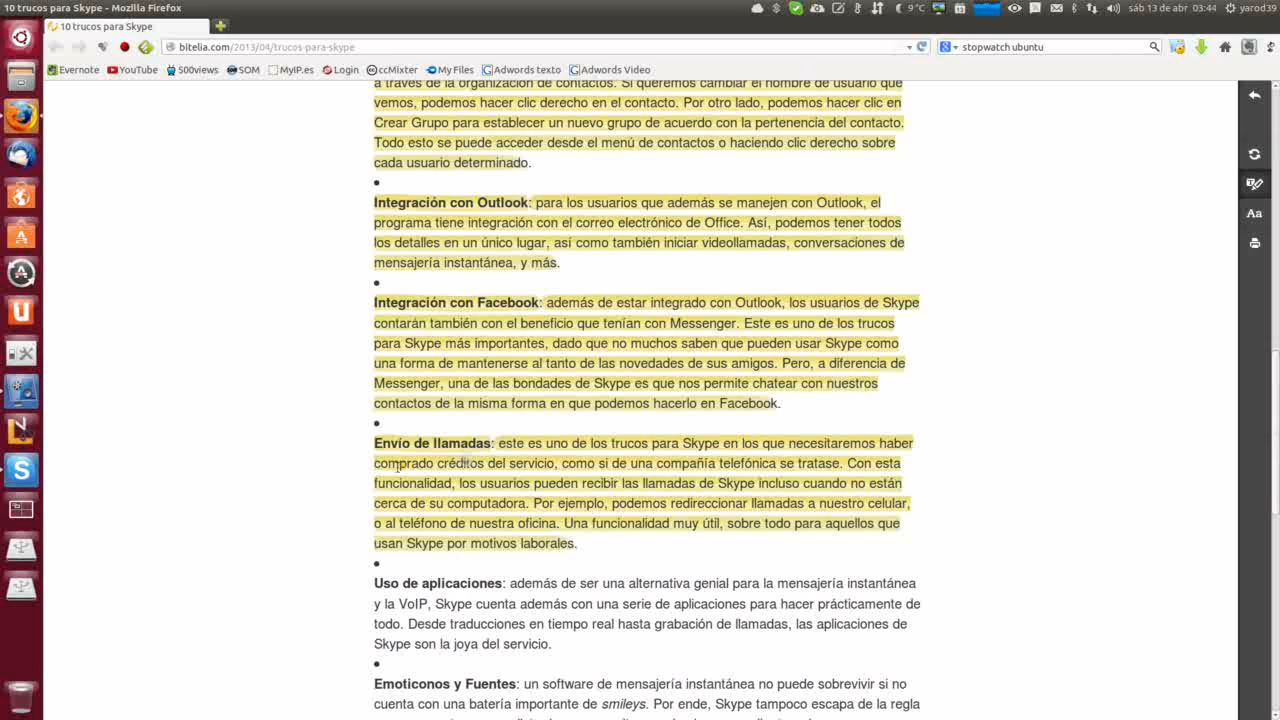 10 trucos para Skype - Mozilla Firefox
9°C
sáb 13 de abr 03:44
yarod39
10 trucos para Skype
bitelia.com/2013/04/trucos-para-skype
stopwatch ubuntu
Evernote YouTube 500views SOM MyIP.es Login ccMixter My Files Adwords texto Adwords Video
a través de la organización de contactos. Si queremos cambiar el nombre de usuario que
vemos, podemos hacer clic derecho en el contacto. Por otro lado, podemos hacer clic en
Crear Grupo para establecer un nuevo grupo de acuerdo con la pertenencia del contacto.
Todo esto se puede acceder desde el menú de contactos o haciendo clic derecho sobre
cada usuario determinado.
Integración con Outlook: para los usuarios que además se manejen con Outlook, el
programa tiene integración con el correo electrónico de Office. Así, podemos tener todos
los detalles en un único lugar, así como también iniciar videollamadas, conversaciones de
mensajería instantánea, y más.
Integración con Facebook: además de estar integrado con Outlook, los usuarios de Skype
contarán también con el beneficio que tenían con Messenger. Este es uno de los trucos
para Skype más importantes, dado que no muchos saben que pueden usar Skype como
una forma de mantenerse al tanto de las novedades de sus amigos. Pero, a diferencia de
Messenger, una de las bondades de Skype es que nos permite chatear con nuestros
contactos de la misma forma en que podemos hacerlo en Facebook.
Envío de llamadas: este es uno de los trucos para Skype en los que necesitaremos haber
comprado créditos del servicio, como si de una compañía telefónica se tratase. Con esta
funcionalidad, los usuarios pueden recibir las llamadas de Skype incluso cuando no están
cerca de su computadora. Por ejemplo, podemos redireccionar llamadas a nuestro celular,
o al teléfono de nuestra oficina. Una funcionalidad muy útil, sobre todo para aquellos que
usan Skype por motivos laborales.
Uso de aplicaciones: además de ser una alternativa genial para la mensajería instantánea
y la VoIP, Skype cuenta además con una serie de aplicaciones para hacer prácticamente de
todo. Desde traducciones en tiempo real hasta grabación de llamadas, las aplicaciones de
Skype son la joya del servicio.
Emoticonos y Fuentes: un software de mensajería instantánea no puede sobrevivir si no
cuenta con una batería importante de smileys. Por ende, Skype tampoco escapa de la regla
Aa